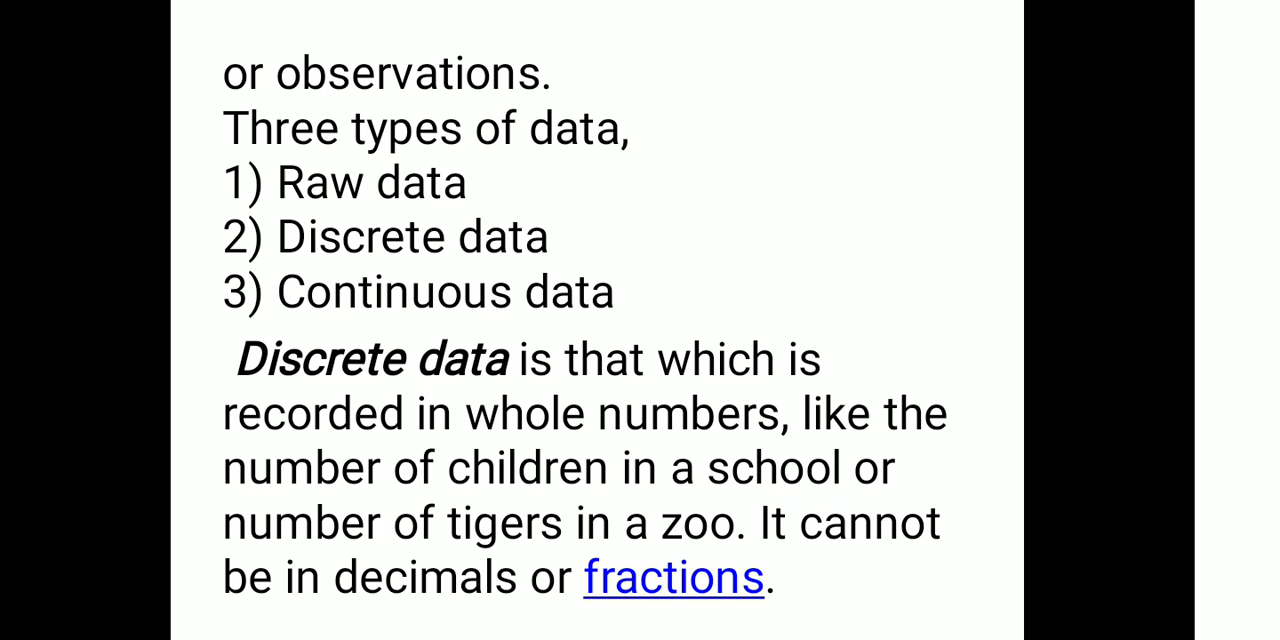 or observations.
Three types of data,
1) Raw data
2) Discrete data
3) Continuous data
Discrete data is that which is
recorded in whole numbers, like the
number of children in a school or
number of tigers in a zoo. It cannot
be in decimals or fractions.